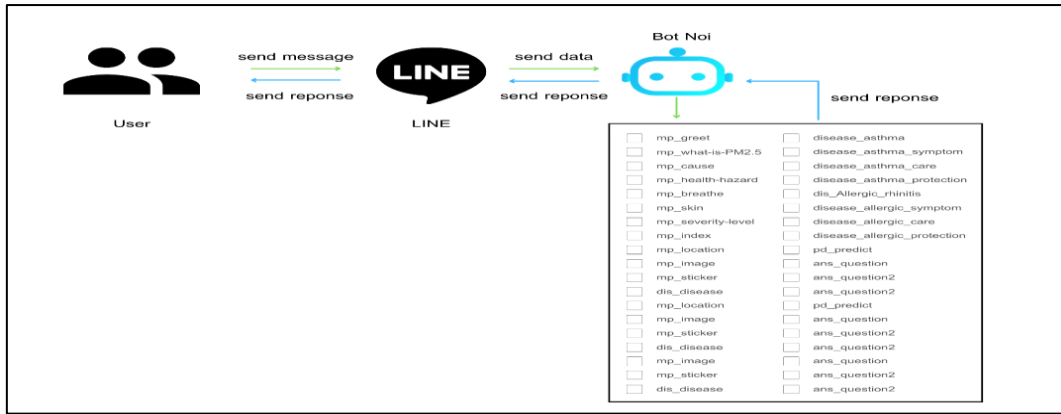 Bot Noi
send message
send data
LINE
send reponse
send reponse
send reponse
User
LINE
mp_greet
mp_what-is-PM2.5
mp_cause
mp_health-hazard
mp_breathe
mp_skin
mp_severity-level
mp_index
mp_location
mp_image
mp_sticker
dis_disease
mp_location
mp_image
mp_sticker
dis_disease
mp_image
mp_sticker
dis_disease
disease_asthma
disease_asthma_symptom
disease_asthma_care
disease_asthma_protection
dis_Allergic_rhinitis
disease_allergic_symptom
disease_allergic_care
disease_allergic_protection
pd_predict
ans_question
ans_question2
ans_question2
pd_predict
ans_question
ans_question2
ans_question2
ans_question
ans_question2
ans_question2